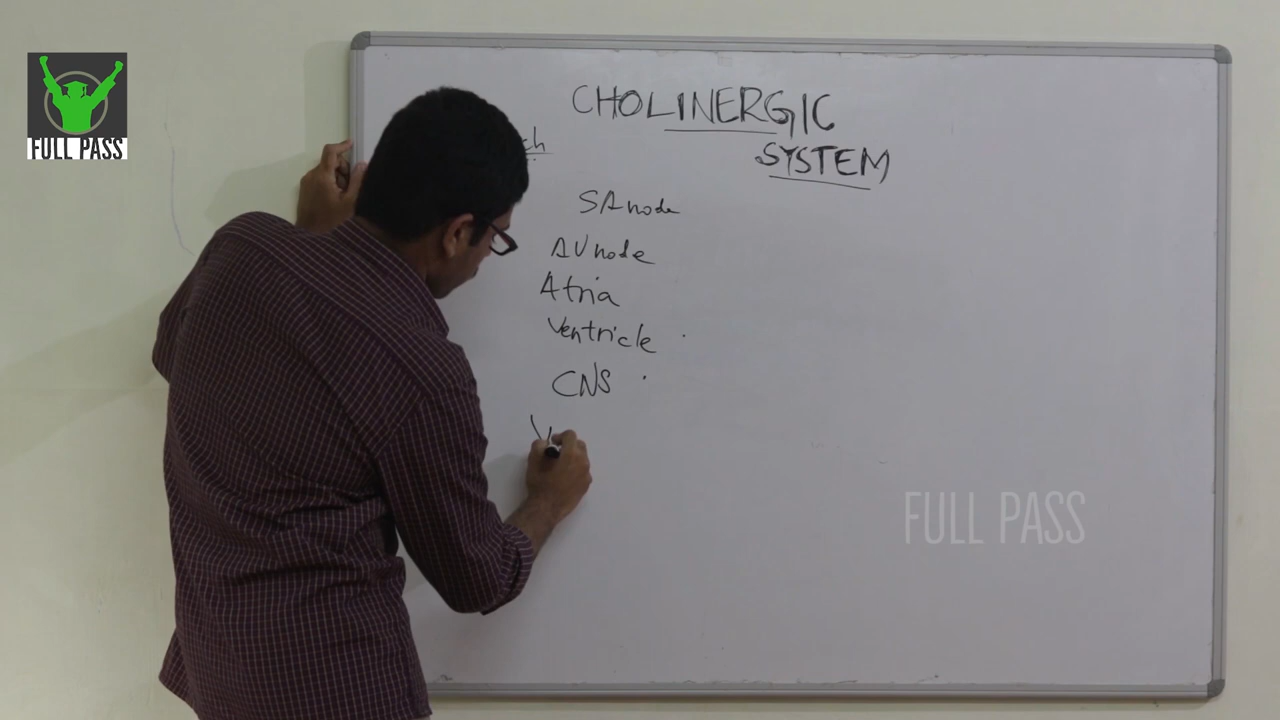 FULL PASS
CHOLINERGIC
SYSTEM
SA node
AV node
Atria
Ventricle
CNS
FULL PASS